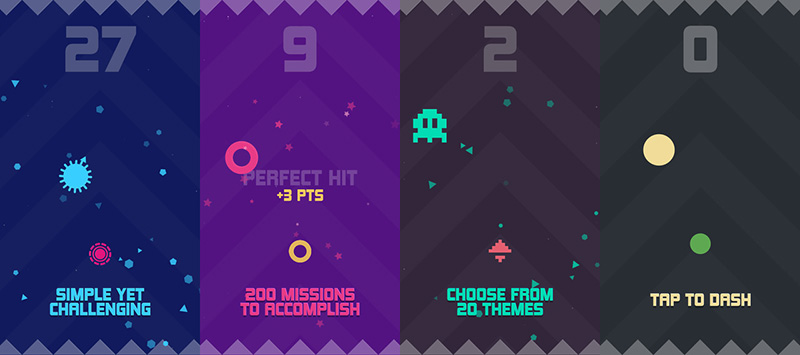 27
SIMPLE YET
CHALLENGING
9
PERFECT HIT
+3 PTS
200 MISSIONS
TO ACCOMPLISH
2
CHOOSE FROM
20 THEMES
0
TAP TO DASH